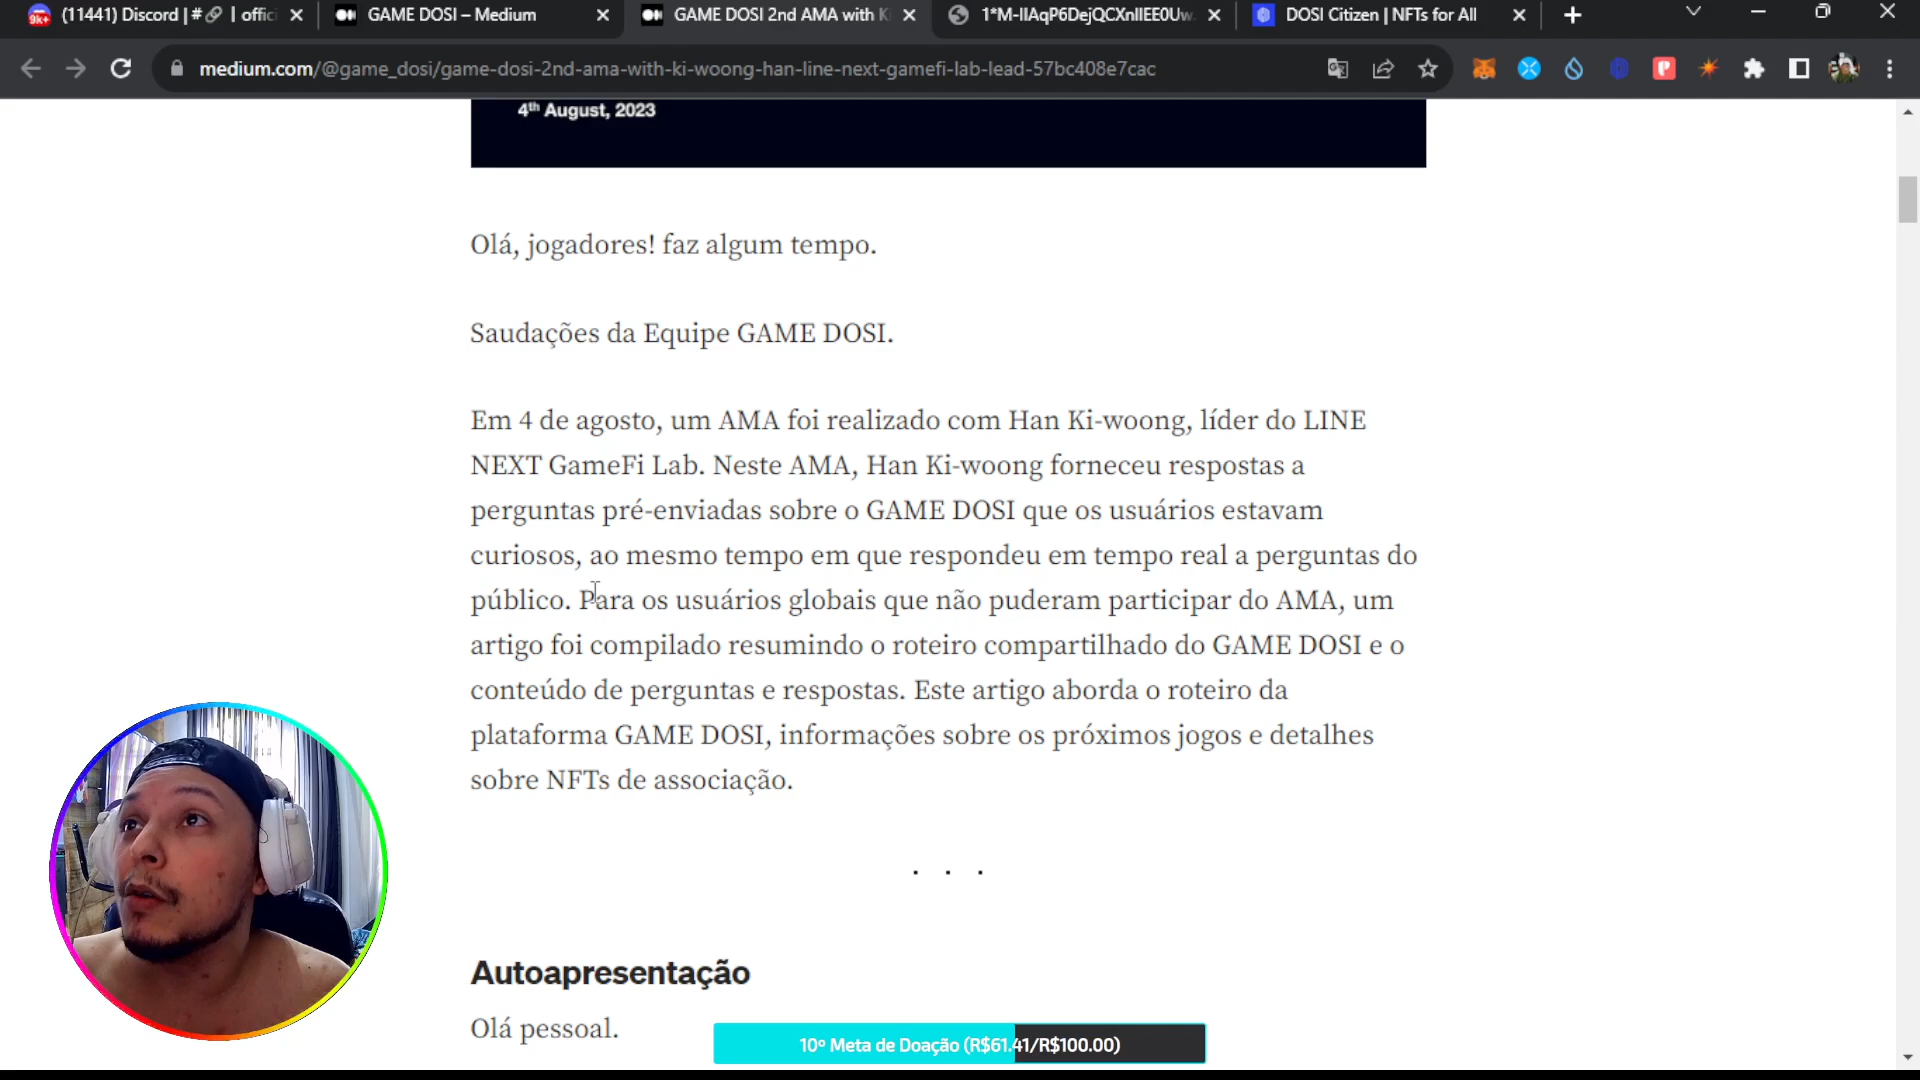 (11441) Discord | # | offici
GAME DOSI – Medium
GAME DOSI 2nd AMA with K
DOSI Citizen | NFTs for All
medium.com/@game_dosi/game-dosi-2nd-ama-with-ki-woong-han-line-next-gamefi-lab-lead-57bc408e7cac
4th August, 2023
Olá, jogadores! faz algum tempo.
Saudações da Equipe GAME DOSI.
Em 4 de agosto, um AMA foi realizado com Han Ki-woong, líder do LINE
NEXT GameFi Lab. Neste AMA, Han Ki-woong forneceu respostas a
perguntas pré-enviadas sobre o GAME DOSI que os usuários estavam
curiosos, ao mesmo tempo em que respondeu em tempo real a perguntas do
público. Para os usuários globais que não puderam participar do AMA, um
artigo foi compilado resumindo o roteiro compartilhado do GAME DOSI e o
conteúdo de perguntas e respostas. Este artigo aborda o roteiro da
plataforma GAME DOSI, informações sobre os próximos jogos e detalhes
sobre NFTs de associação.
. . .
Autoapresentação
Olá pessoal.
10º Meta de Doação (R$61.41/R$100.00)